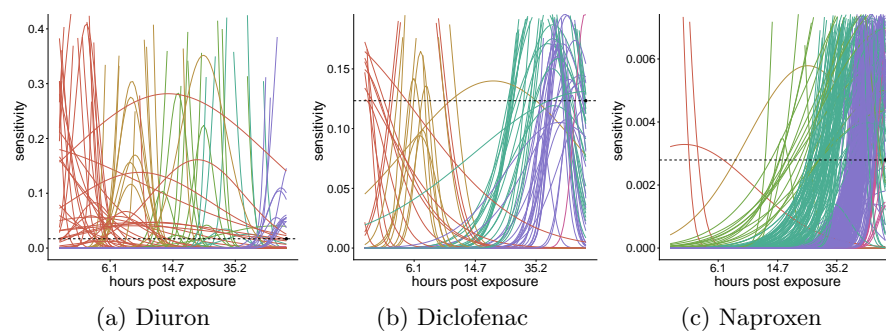 sensitivity
0.4
0.3
0.2
0.1
0.0
6.1 14.7 35.2
hours post exposure
(a) Diuron
sensitivity
0.15
0.10
0.05
0.00
6.1 14.7 35.2
hours post exposure
(b) Diclofenac
sensitivity
0.006
0.004
0.002
0.000
6.1 14.7 35.2
hours post exposure
(c) Naproxen